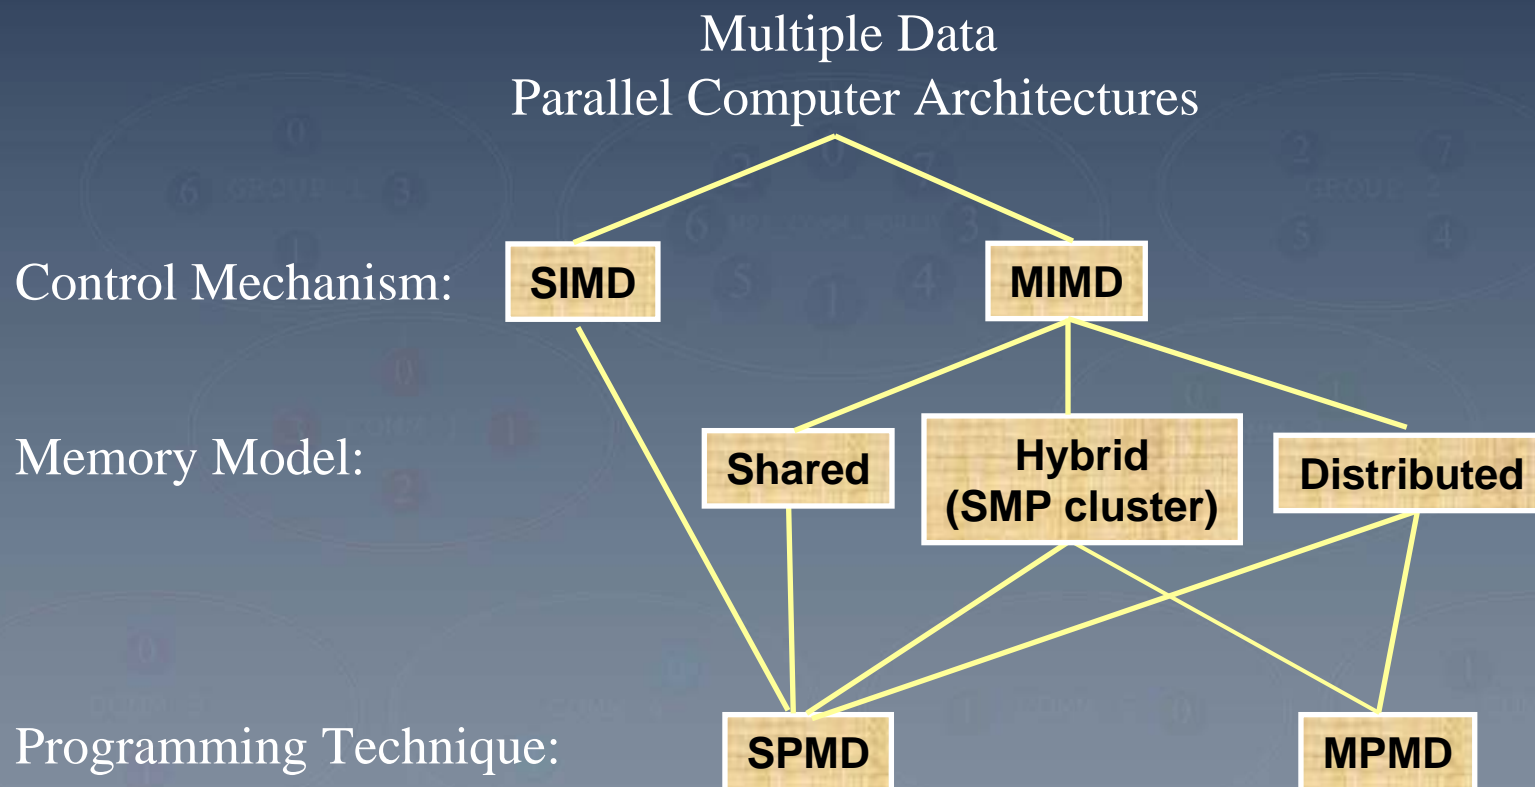 Multiple Data
Parallel Computer Architectures
Control Mechanism:
SIMD
MIMD
Memory Model:
Shared
Hybrid
(SMP cluster)
Distributed
Programming Technique:
SPMD
MPMD